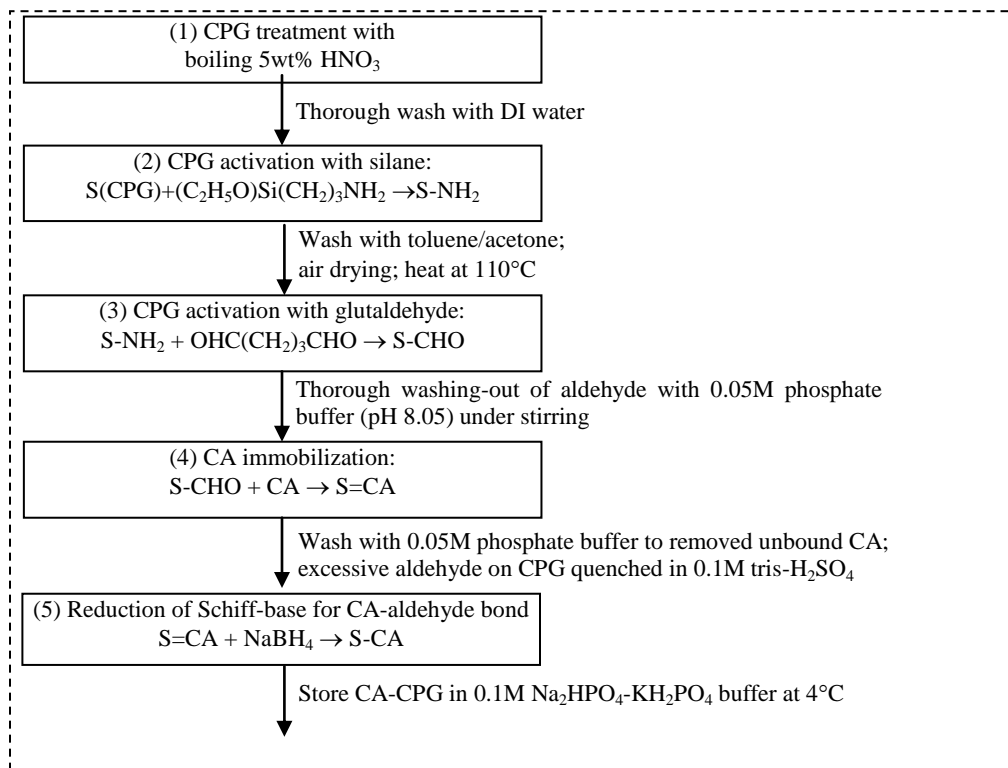 (1) CPG treatment with
boiling 5wt% HNO₃
Thorough wash with DI water
(2) CPG activation with silane:
S(CPG)+(C₂H₅O)Si(CH₂)₃NH₂ →S-NH₂
Wash with toluene/acetone;
air drying; heat at 110°C
(3) CPG activation with glutaldehyde:
S-NH₂ + OHC(CH₂)₃CHO → S-CHO
Thorough washing-out of aldehyde with 0.05M phosphate
buffer (pH 8.05) under stirring
(4) CA immobilization:
S-CHO + CA → S=CA
Wash with 0.05M phosphate buffer to removed unbound CA;
excessive aldehyde on CPG quenched in 0.1M tris-H₂SO₄
(5) Reduction of Schiff-base for CA-aldehyde bond
S=CA + NaBH₄ → S-CA
Store CA-CPG in 0.1M Na₂HPO₄-KH₂PO₄ buffer at 4°C